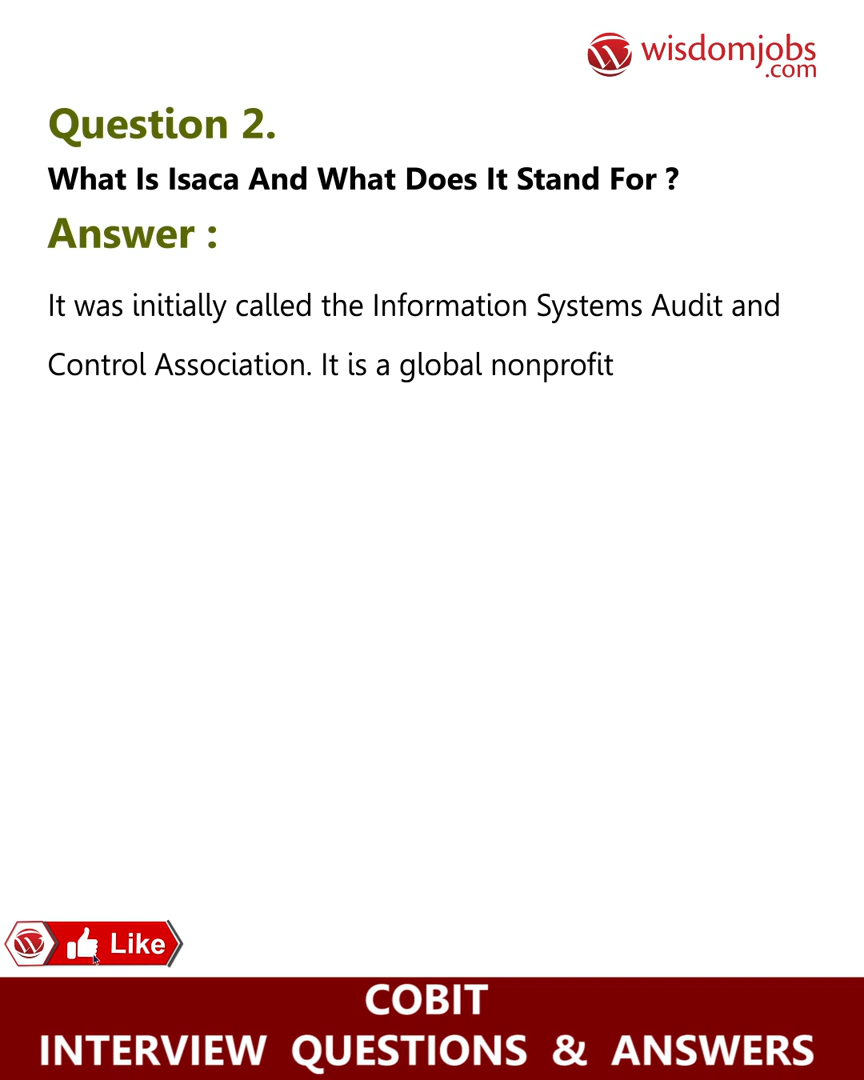 wisdomjobs
.com
Question 2.
What Is Isaca And What Does It Stand For ?
Answer :
It was initially called the Information Systems Audit and
Control Association. It is a global nonprofit
Like
COBIT
INTERVIEW QUESTIONS & ANSWERS